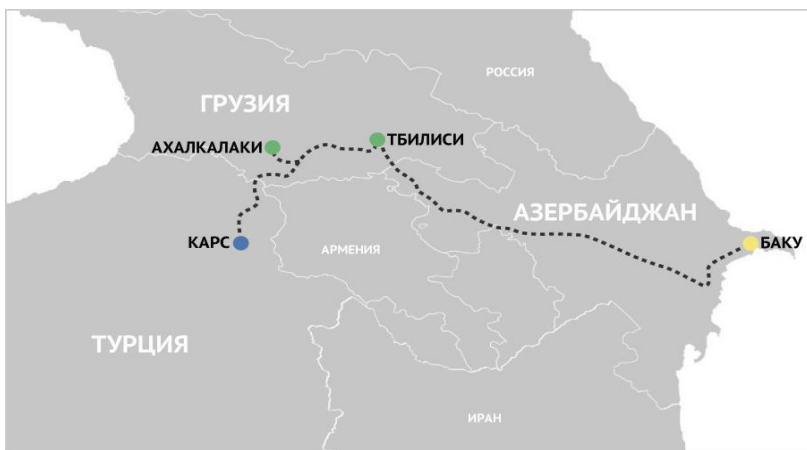 РОССИЯ
ГРУЗИЯ
ТБИЛИСИ
АХАЛКАЛАКИ
АЗЕРБАЙДЖАН
КАРС
АРМЕНИЯ
БАКУ
ТУРЦИЯ
ИРАН